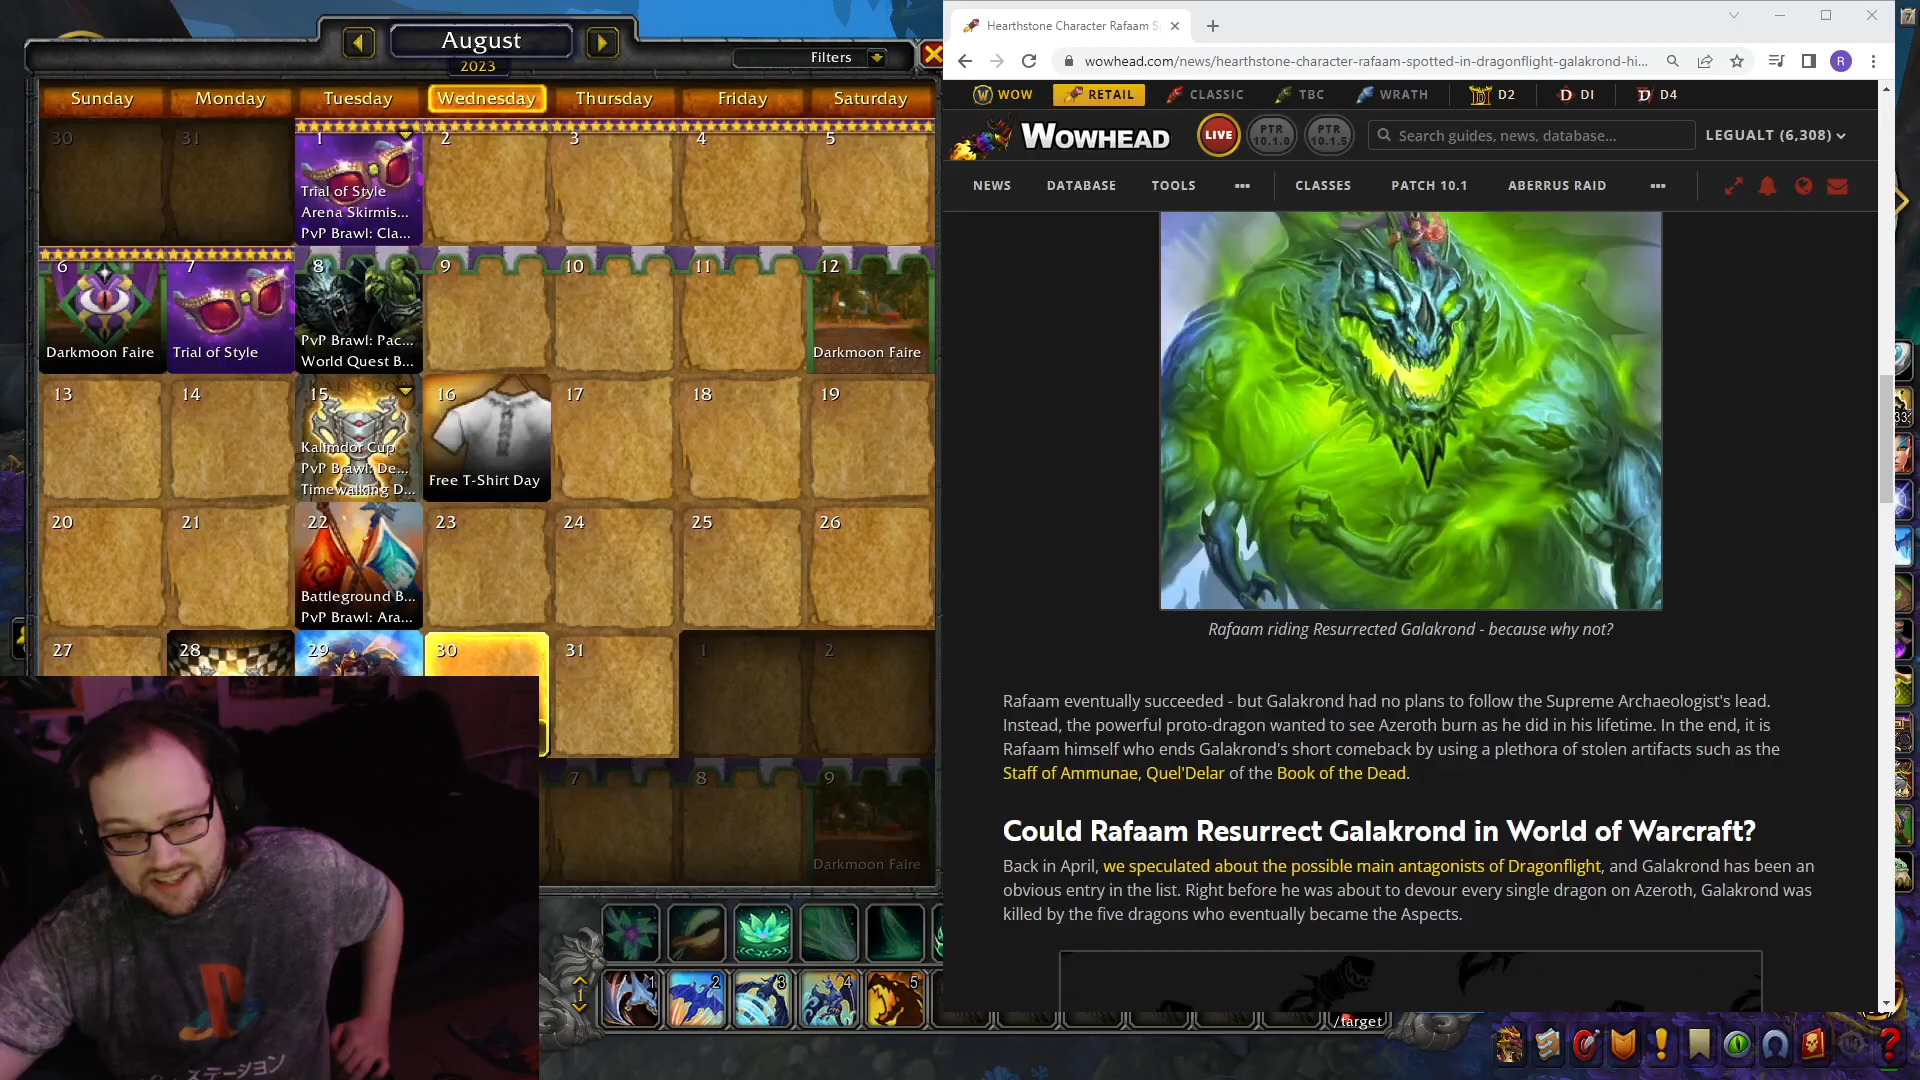 August
2023
Filters
Sunday Monday Tuesday Wednesday Thursday Friday Saturday
30 31 1 2 3 4 5
Trial of Style
Arena Skirmis...
PvP Brawl: Cla...
6 7 8 9 10 11 12
Darkmoon Faire
Trial of Style
PvP Brawl: Pac...
World Quest B...
Darkmoon Faire
13 14 15 16 17 18 19
Kalimdor Cup
PvP Brawl: De...
Timewalking D...
Free T-Shirt Day
20 21 22 23 24 25 26
Battleground B...
PvP Brawl: Ara...
27 28 29 30 31 1 2
7 8 9
Darkmoon Faire
1 2 3 4 5
1
/target
Hearthstone Character Rafaam S
wowhead.com/news/hearthstone-character-rafaam-spotted-in-dragonflight-galakrond-hi...
R
WOW RETAIL CLASSIC TBC WRATH D2 DI D4
WOWHEAD
LIVE
PTR 10.1.0
PTR 10.1.5
Search guides, news, database...
LEGUALT (6,308)
NEWS DATABASE TOOLS ... CLASSES PATCH 10.1 ABERRUS RAID ...
Rafaam riding Resurrected Galakrond - because why not?
Rafaam eventually succeeded - but Galakrond had no plans to follow the Supreme Archaeologist's lead.
Instead, the powerful proto-dragon wanted to see Azeroth burn as he did in his lifetime. In the end, it is
Rafaam himself who ends Galakrond's short comeback by using a plethora of stolen artifacts such as the
Staff of Ammunae, Quel'Delar of the Book of the Dead.
Could Rafaam Resurrect Galakrond in World of Warcraft?
Back in April, we speculated about the possible main antagonists of Dragonflight, and Galakrond has been an
obvious entry in the list. Right before he was about to devour every single dragon on Azeroth, Galakrond was
killed by the five dragons who eventually became the Aspects.